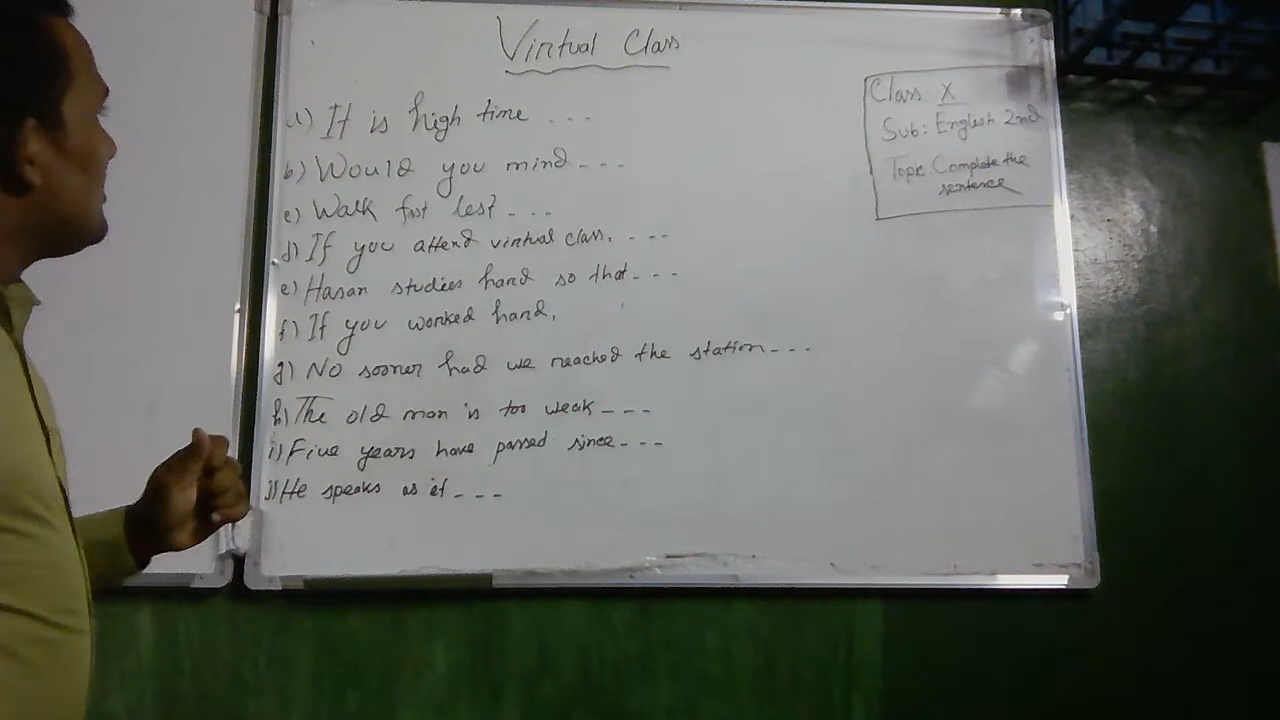 Virtual Class
Class X
Sub: English 2nd
Topic: Complete the
sentence
a) It is high time ...
b) Would you mind ...
c) Walk fast lest ...
d) If you attend virtual class, ...
e) Hasan studies hard so that ...
f) If you worked hard,
g) No sooner had we reached the station ...
h) The old man is too weak ---
i) Five years have passed since ---
j) He speaks as if ---